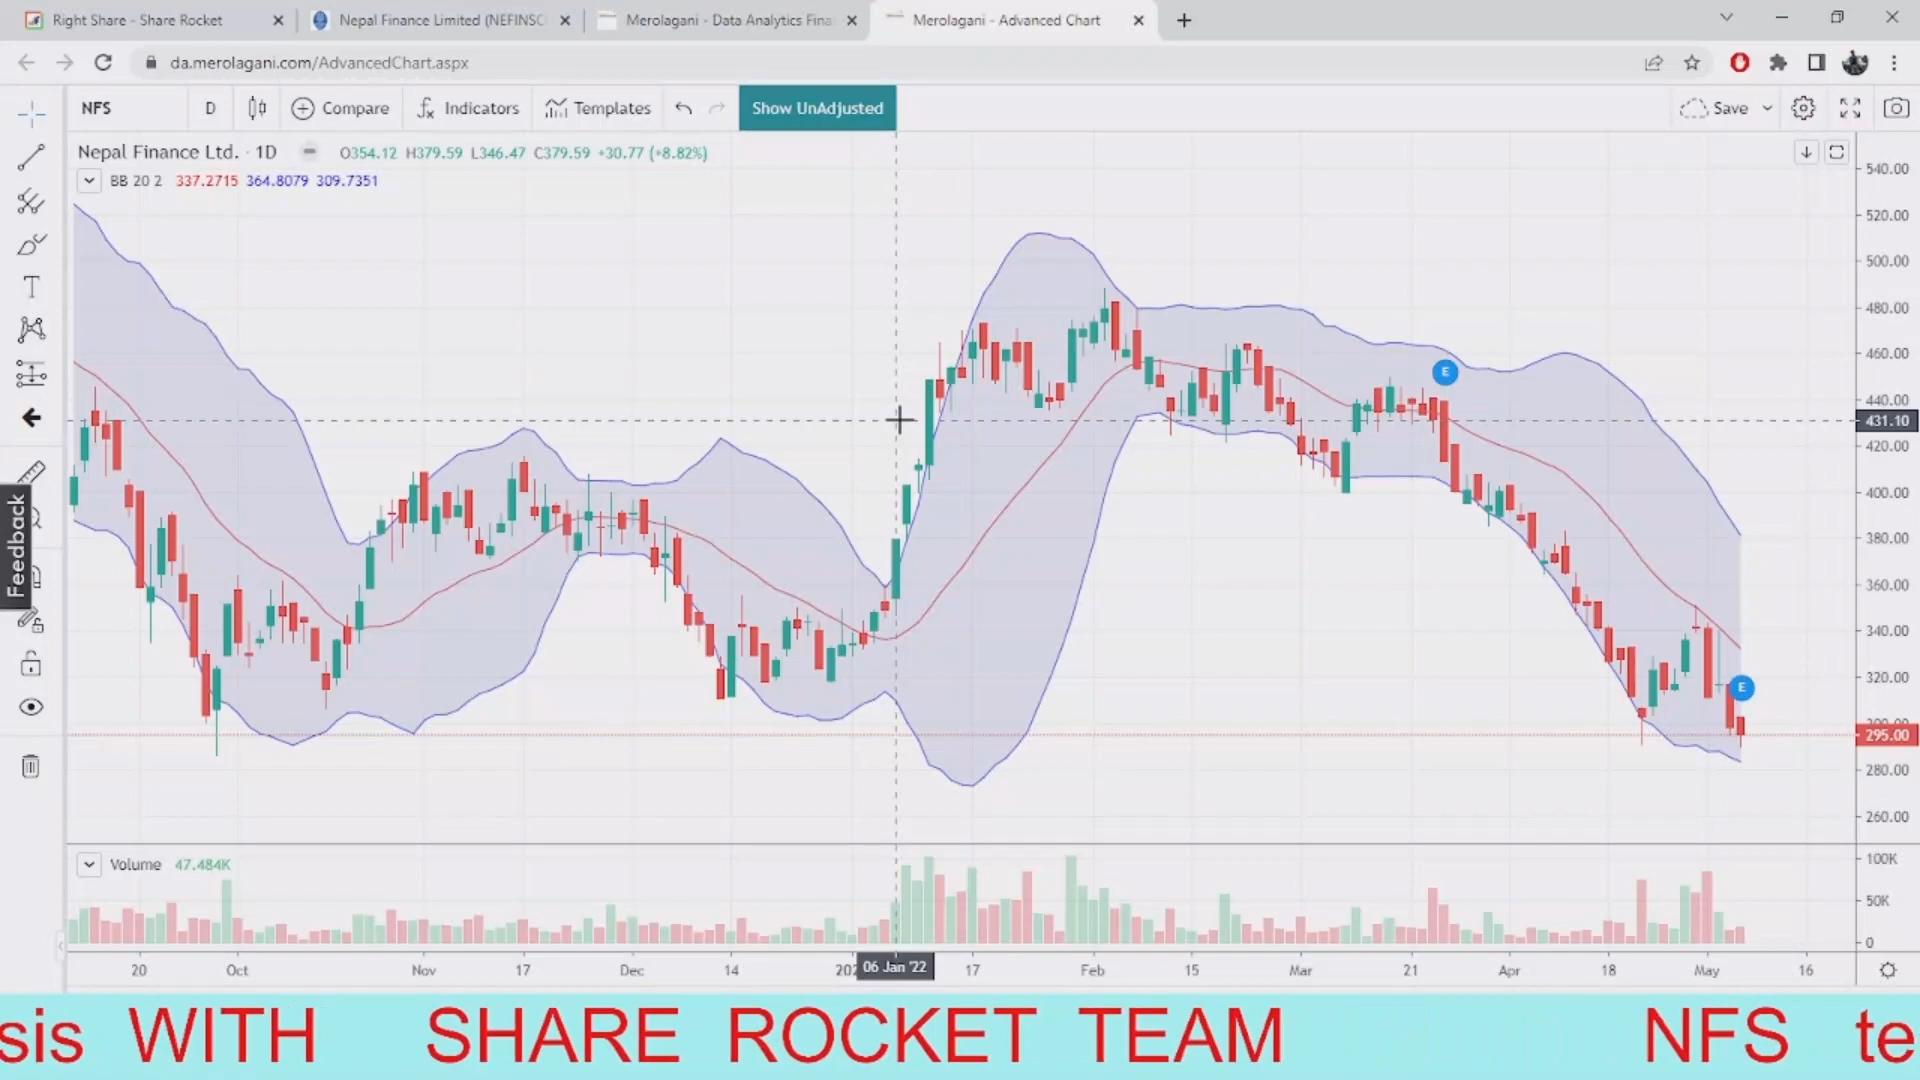 Right Share - Share Rocket
Nepal Finance Limited (NEFINSC
Merolagani - Data Analytics Fina
Merolagani - Advanced Chart
da.merolagani.com/AdvancedChart.aspx
NFS D Compare Indicators Templates Show UnAdjusted Save
Nepal Finance Ltd. · 1D O354.12 H379.59 L346.47 C379.59 +30.77 (+8.82%)
BB 20 2 337.2715 364.8079 309.7351
540.00
520.00
500.00
480.00
460.00
440.00
431.10
420.00
400.00
380.00
360.00
340.00
320.00
300.00
295.00
280.00
260.00
E
E
Feedback
Volume 47.484K
100K
50K
0
20 Oct Nov 17 Dec 14 202 06 Jan '22 17 Feb 15 Mar 21 Apr 18 May 16
sis WITH SHARE ROCKET TEAM NFS te